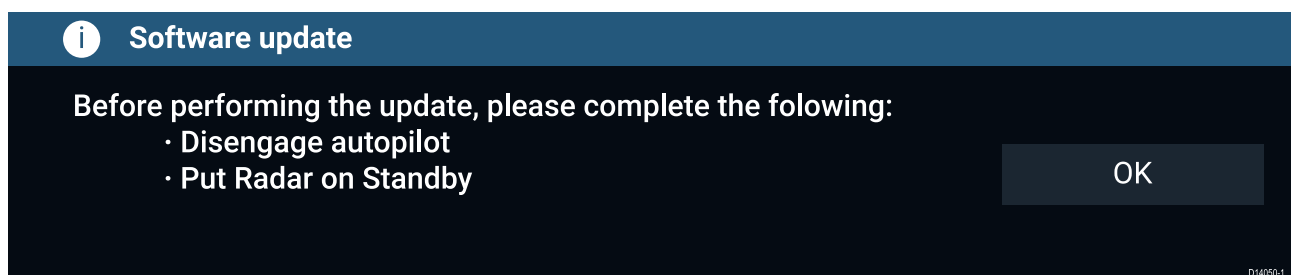 i Software update
Before performing the update, please complete the folowing:
· Disengage autopilot
· Put Radar on Standby
OK
D14050-1